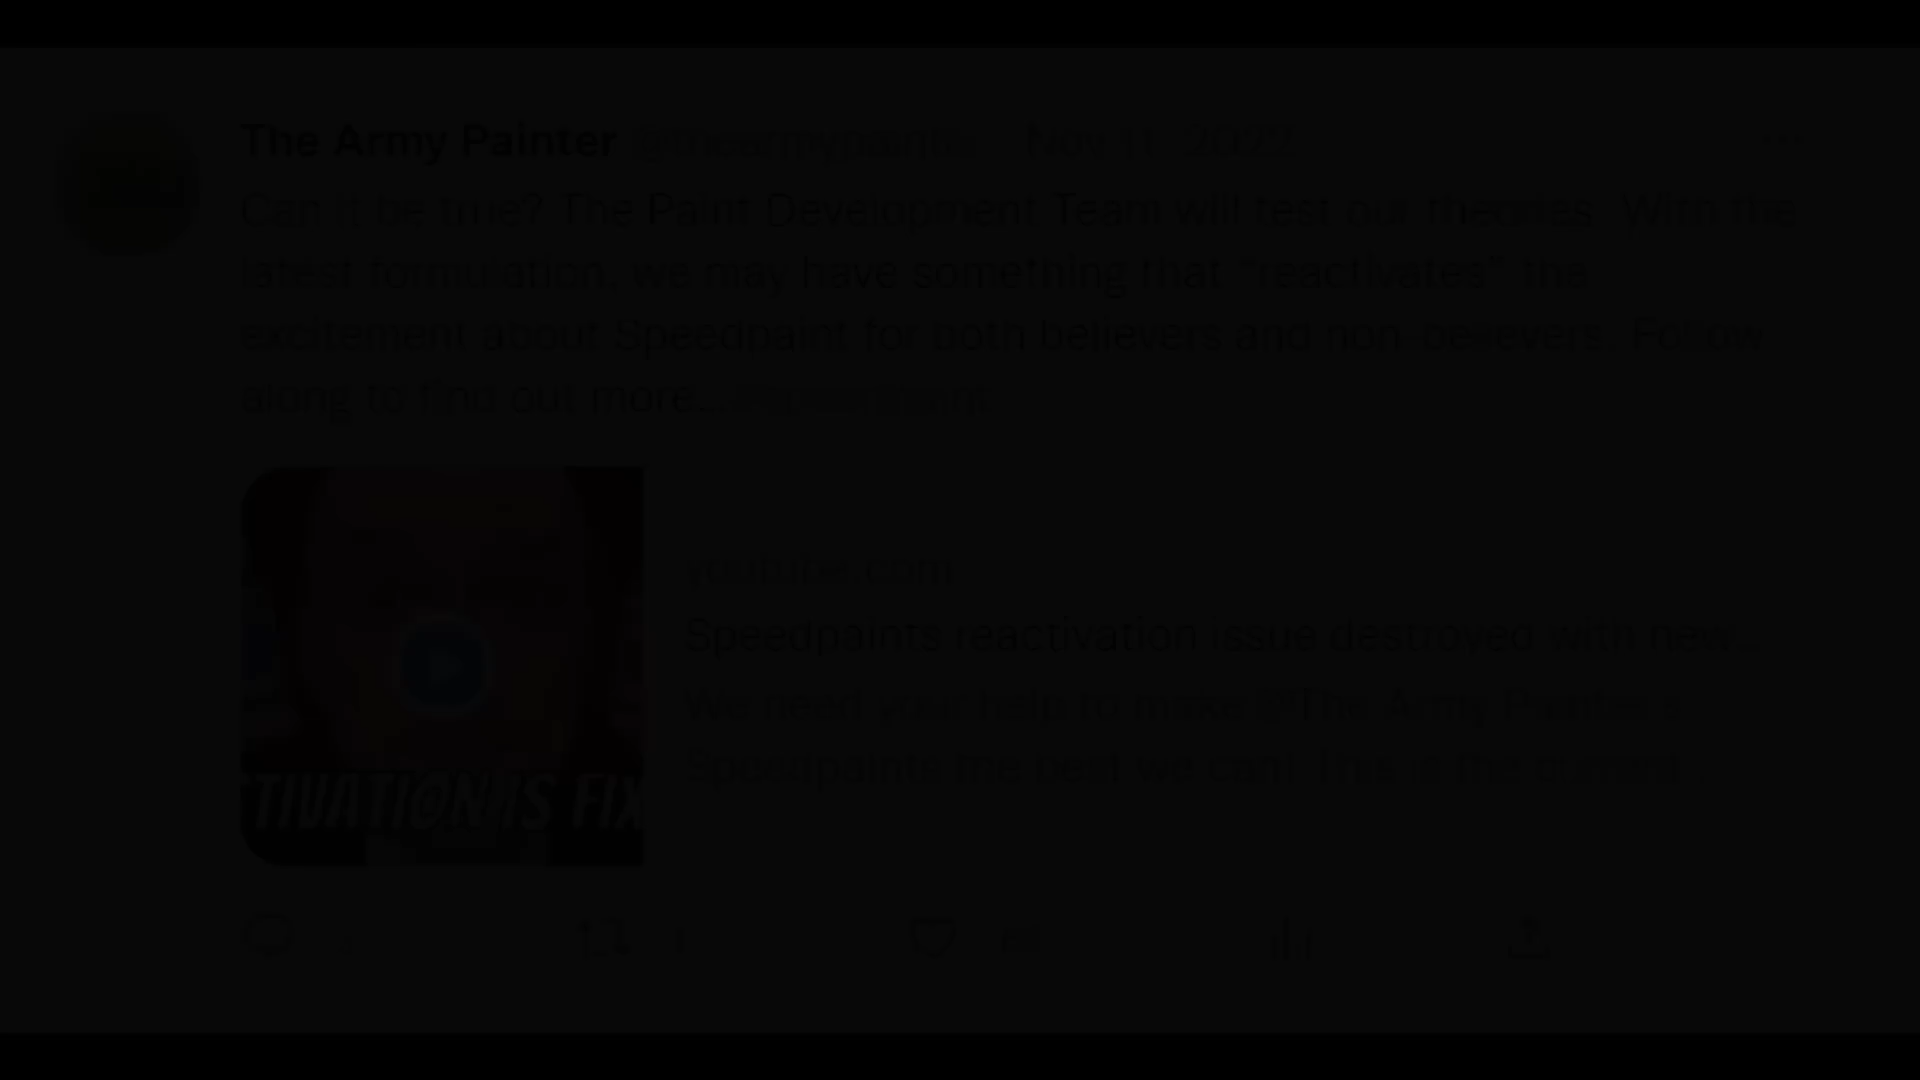 The Army Painter @thearmypainter Nov 11, 2022
Can it be true? The Paint Development Team will test our theories. With the
latest formulation, we may have something that "reactivates" the
excitement about Speedpaint for both believers and non-believers. Follow
along to find out more...
TIVATION IS FIX
youtube.com
Speedpaints reactivation issue destroyed with new...
We need your help to make @The Army Painter's
Speedpaints the best we can! This is the current...